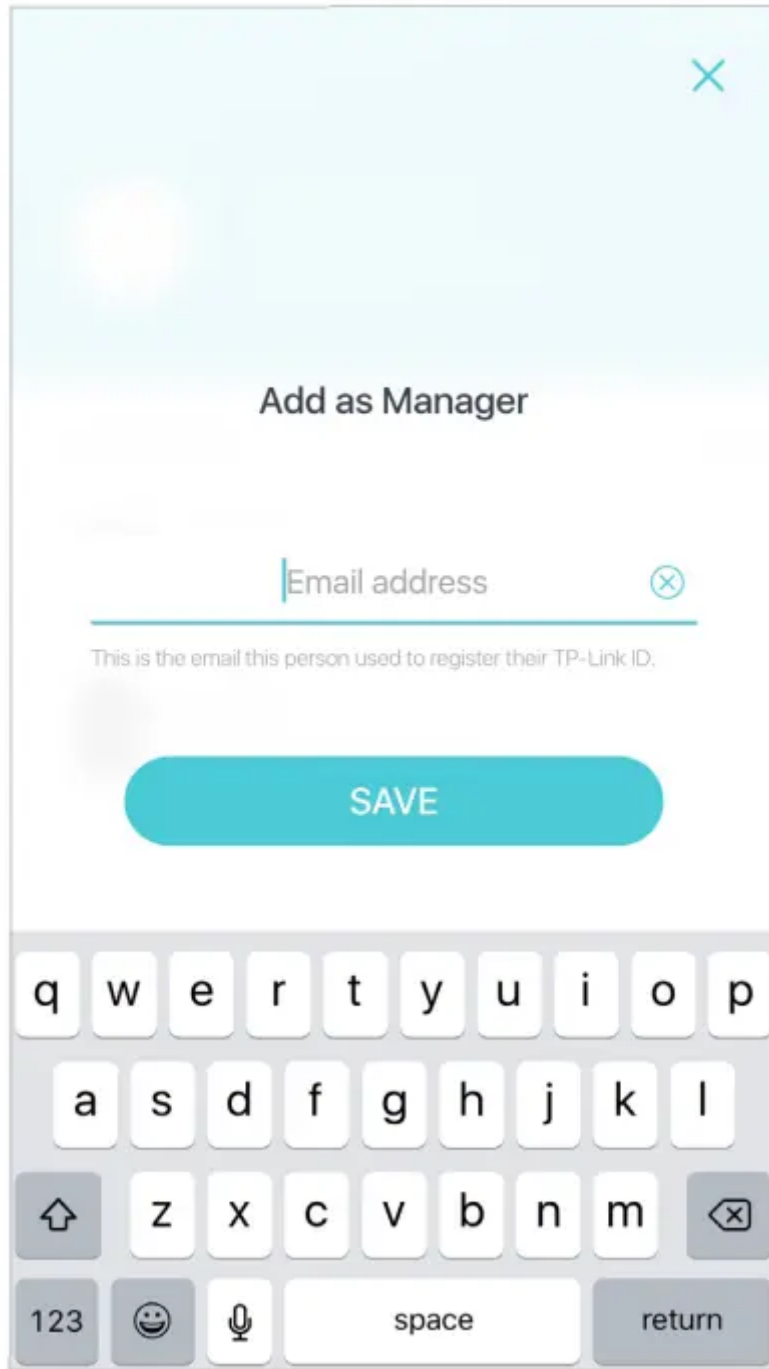 Add as Manager
Email address
This is the email this person used to register their TP-Link ID.
SAVE
q w e r t y u i o p
a s d f g h j k l
z x c v b n m
123 space return